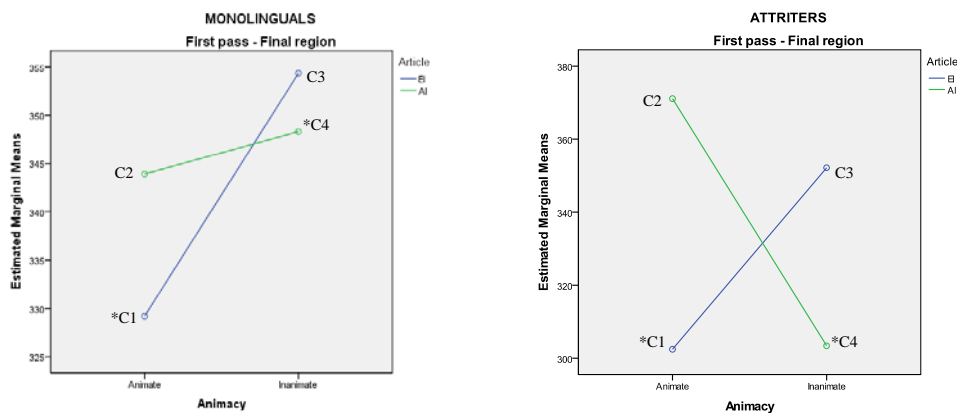 MONOLINGUALS
First pass - Final region
Article
El
Al
355
350
345
340
335
330
325
Estimated Marginal Means
C3
*C4
C2
*C1
Animate
Inanimate
Animacy
ATTRITERS
First pass - Final region
Article
El
Al
380
360
340
320
300
Estimated Marginal Means
C2
C3
*C1
*C4
Animate
Inanimate
Animacy